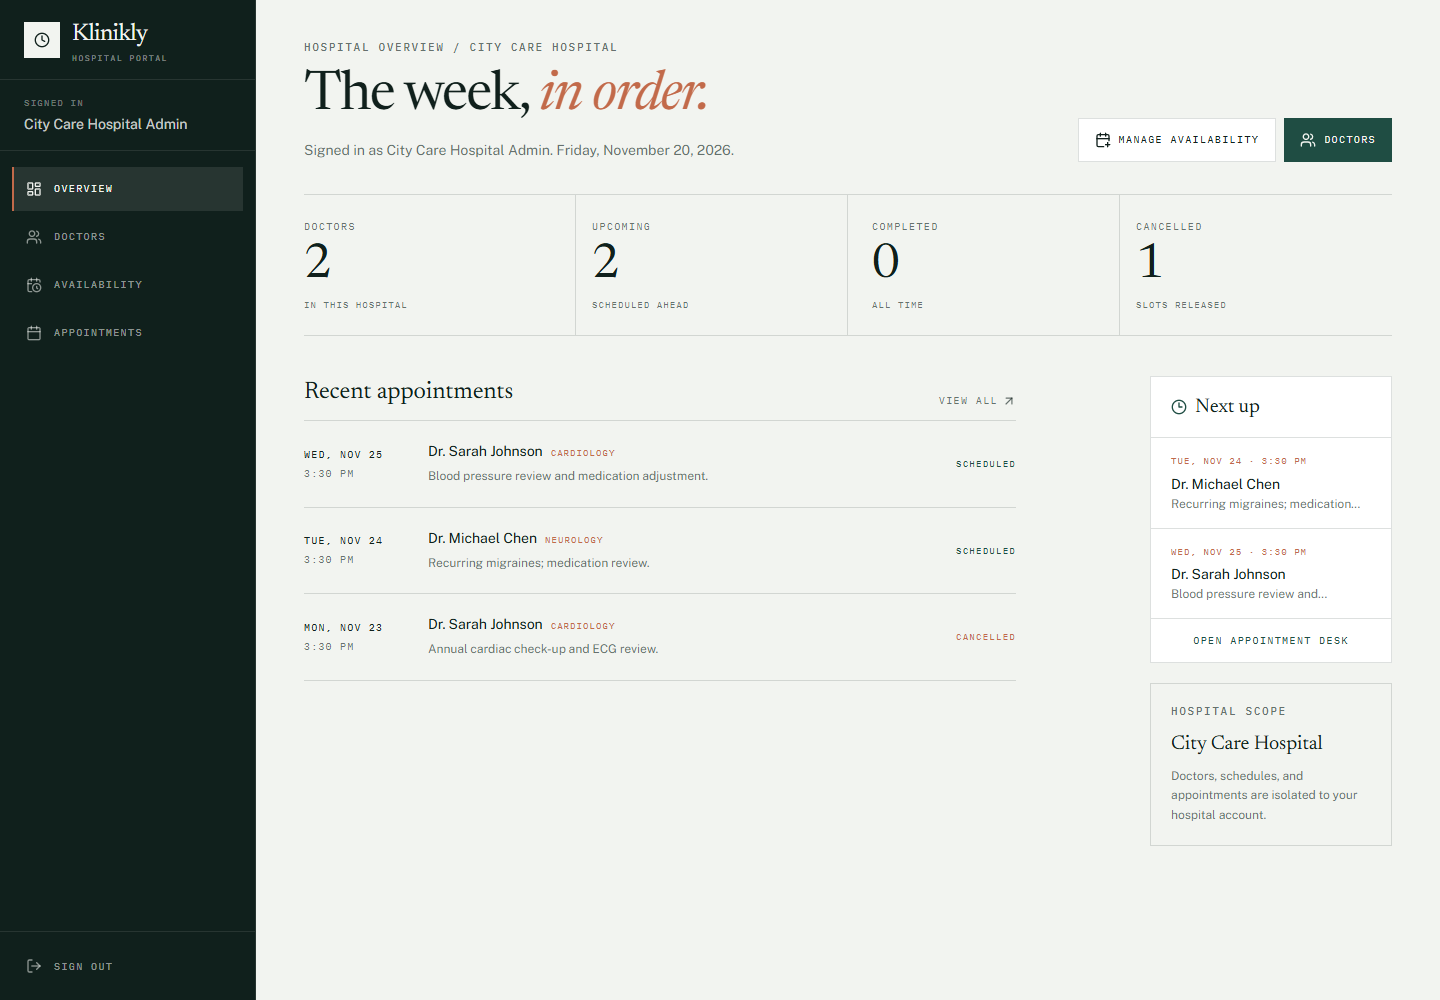 Klinikly
HOSPITAL PORTAL
SIGNED IN
City Care Hospital Admin
OVERVIEW
DOCTORS
AVAILABILITY
APPOINTMENTS
SIGN OUT
HOSPITAL OVERVIEW / CITY CARE HOSPITAL
The week, in order.
Signed in as City Care Hospital Admin. Friday, November 20, 2026.
MANAGE AVAILABILITY
DOCTORS
DOCTORS
2
IN THIS HOSPITAL
UPCOMING
2
SCHEDULED AHEAD
COMPLETED
0
ALL TIME
CANCELLED
1
SLOTS RELEASED
Recent appointments
VIEW ALL
WED, NOV 25
3:30 PM
Dr. Sarah Johnson CARDIOLOGY
Blood pressure review and medication adjustment.
SCHEDULED
TUE, NOV 24
3:30 PM
Dr. Michael Chen NEUROLOGY
Recurring migraines; medication review.
SCHEDULED
MON, NOV 23
3:30 PM
Dr. Sarah Johnson CARDIOLOGY
Annual cardiac check-up and ECG review.
CANCELLED
Next up
TUE, NOV 24 · 3:30 PM
Dr. Michael Chen
Recurring migraines; medication...
WED, NOV 25 · 3:30 PM
Dr. Sarah Johnson
Blood pressure review and...
OPEN APPOINTMENT DESK
HOSPITAL SCOPE
City Care Hospital
Doctors, schedules, and
appointments are isolated to your
hospital account.